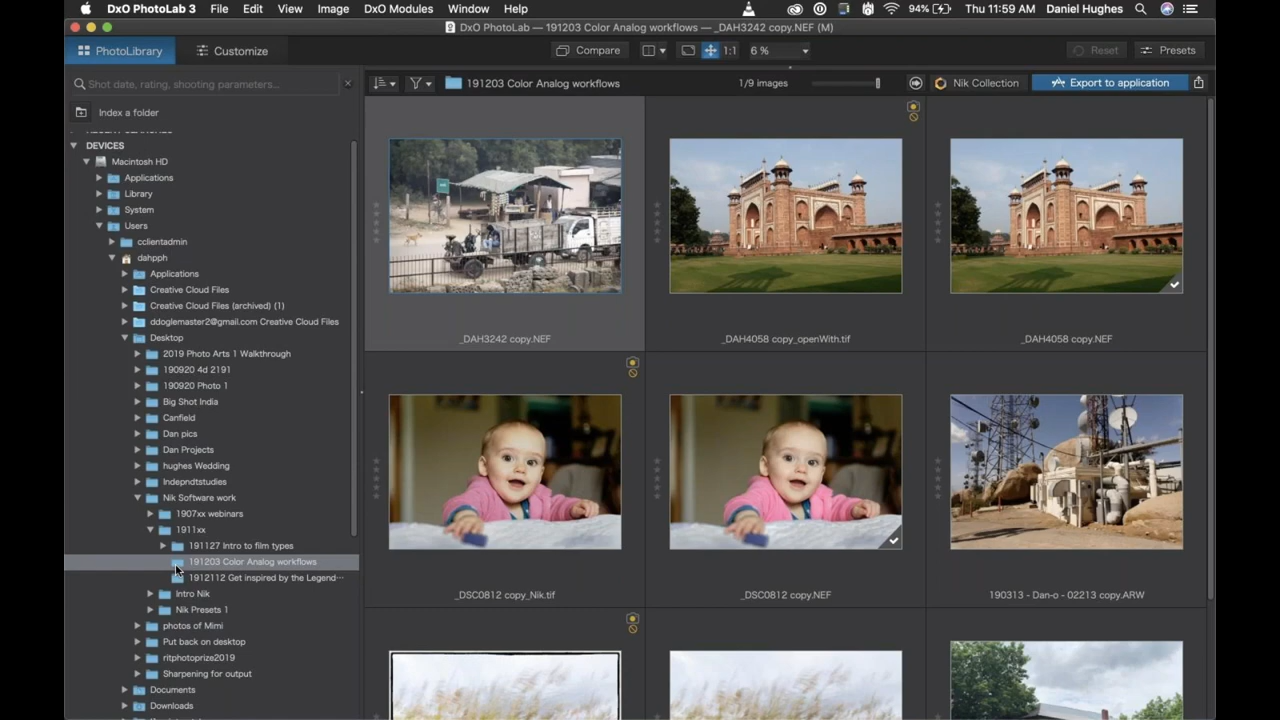 DxO PhotoLab 3 File Edit View Image DxO Modules Window Help 94% Thu 11:59 AM Daniel Hughes
DxO PhotoLab — 191203 Color Analog workflows — _DAH3242 copy.NEF (M)
PhotoLibrary Customize Compare 1:1 6 % Reset Presets
Shot date, rating, shooting parameters...
191203 Color Analog workflows 1/9 images Nik Collection Export to application
Index a folder
DEVICES
Macintosh HD
Applications
Library
System
Users
cclientadmin
dahpph
Applications
Creative Cloud Files
Creative Cloud Files (archived) (1)
ddoglemaster2@gmail.com Creative Cloud Files
Desktop
2019 Photo Arts 1 Walkthrough
190920 4d 2191
190920 Photo 1
Big Shot India
Canfield
Dan pics
Dan Projects
hughes Wedding
Indepndtstudies
Nik Software work
1907xx webinars
1911xx
191127 Intro to film types
191203 Color Analog workflows
1912112 Get inspired by the Legend···
Intro Nik
Nik Presets 1
photos of Mimi
Put back on desktop
ritphotoprize2019
Sharpening for output
Documents
Downloads
_DAH3242 copy.NEF
_DAH4058 copy_openWith.tif
_DAH4058 copy.NEF
_DSC0812 copy_Nik.tif
_DSC0812 copy.NEF
190313 - Dan-o - 02213 copy.ARW